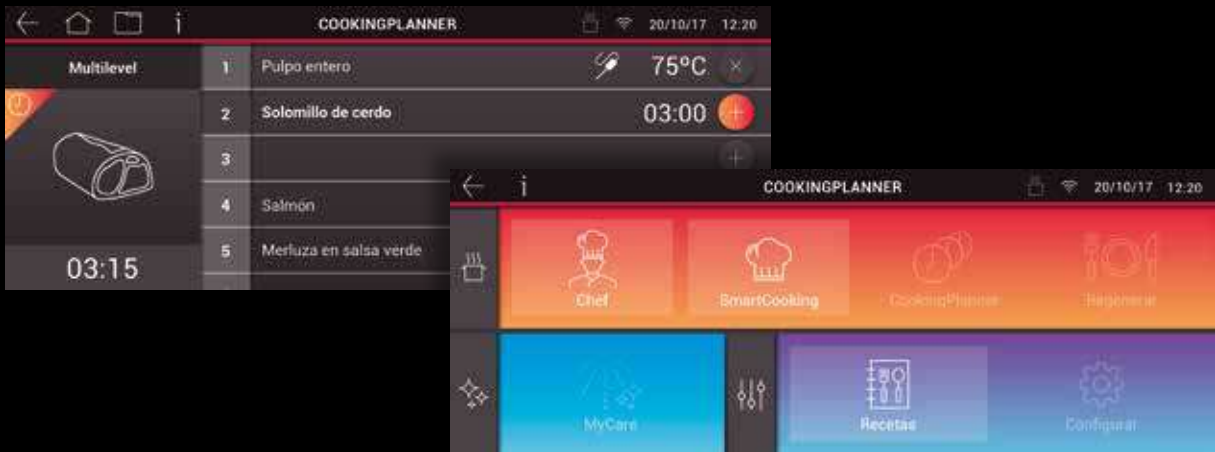 i COOKINGPLANNER 20/10/17 12:20
Multilevel
1 Pulpo entero 75ºC
2 Solomillo de cerdo 03:00
3
4 Salmón
5 Merluza en salsa verde
03:15
i COOKINGPLANNER 20/10/17 12:20
Chef SmartCooking CookingPlanner Regenerar
MyCare Recetas Configurar